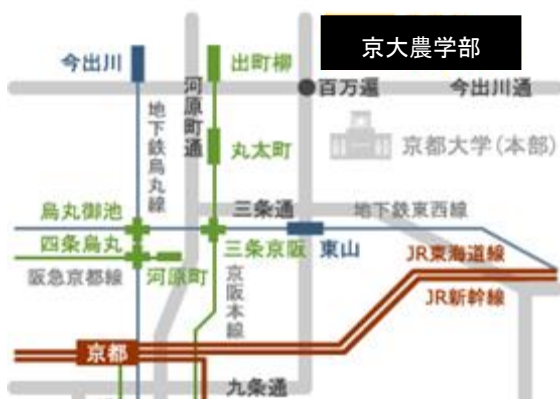 京大農学部
今出川
出町柳
百万遍
今出川通
河原町通
地下鉄烏丸線
丸太町
京都大学(本部)
烏丸御池
三条通
地下鉄東西線
四条烏丸
三条京阪
東山
JR東海道線
阪急京都線
河原町
京阪本線
JR新幹線
京都
九条通